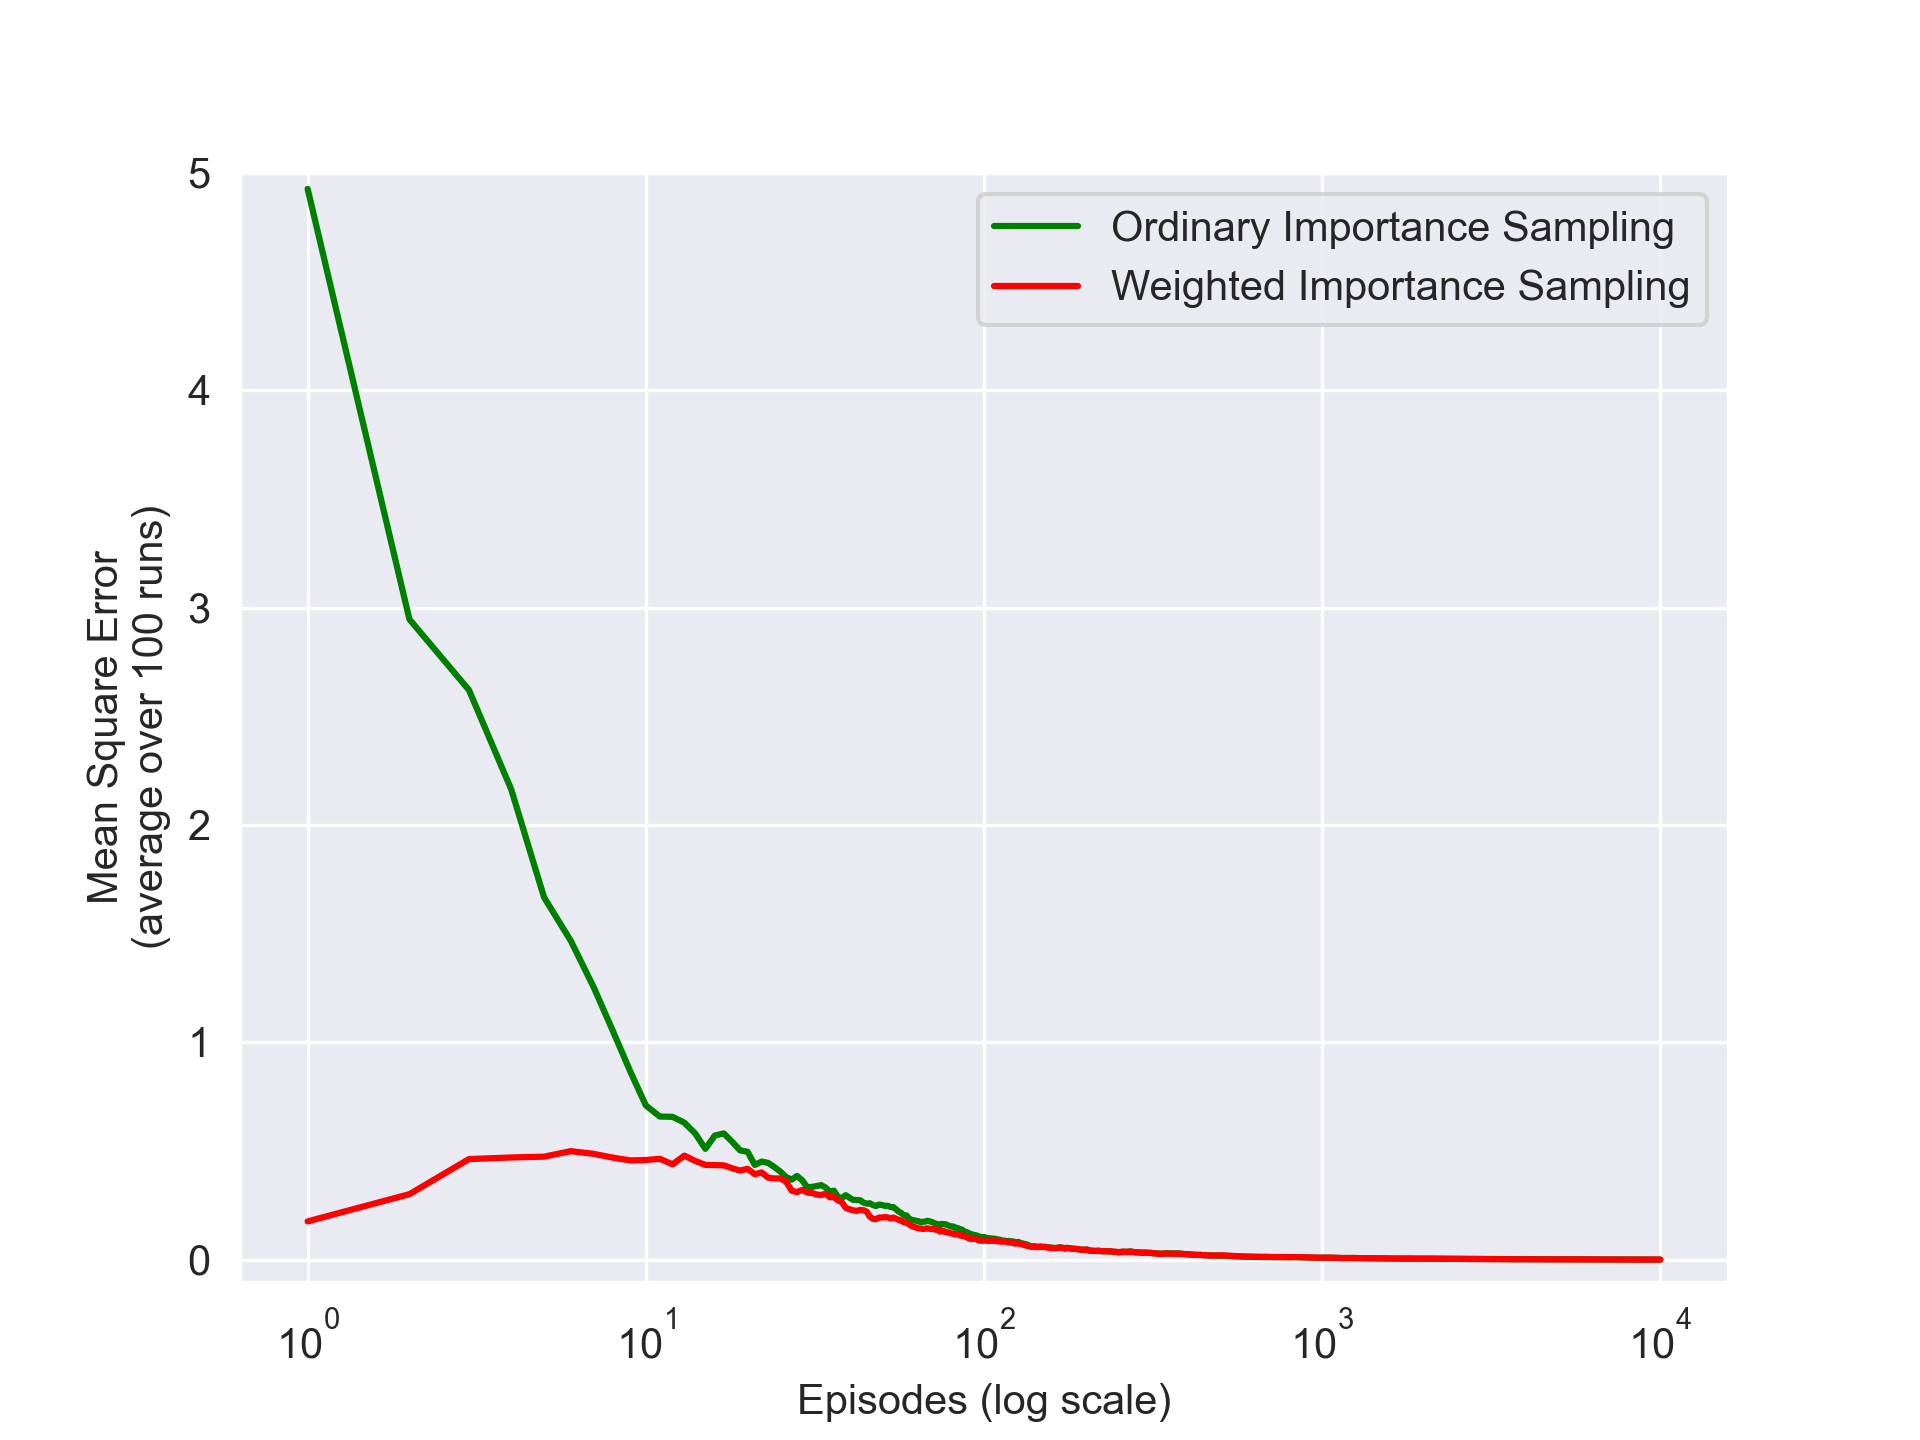 5
4
3
2
1
0
Mean Square Error
(average over 100 runs)
Ordinary Importance Sampling
Weighted Importance Sampling
10^0
10^1
10^2
10^3
10^4
Episodes (log scale)